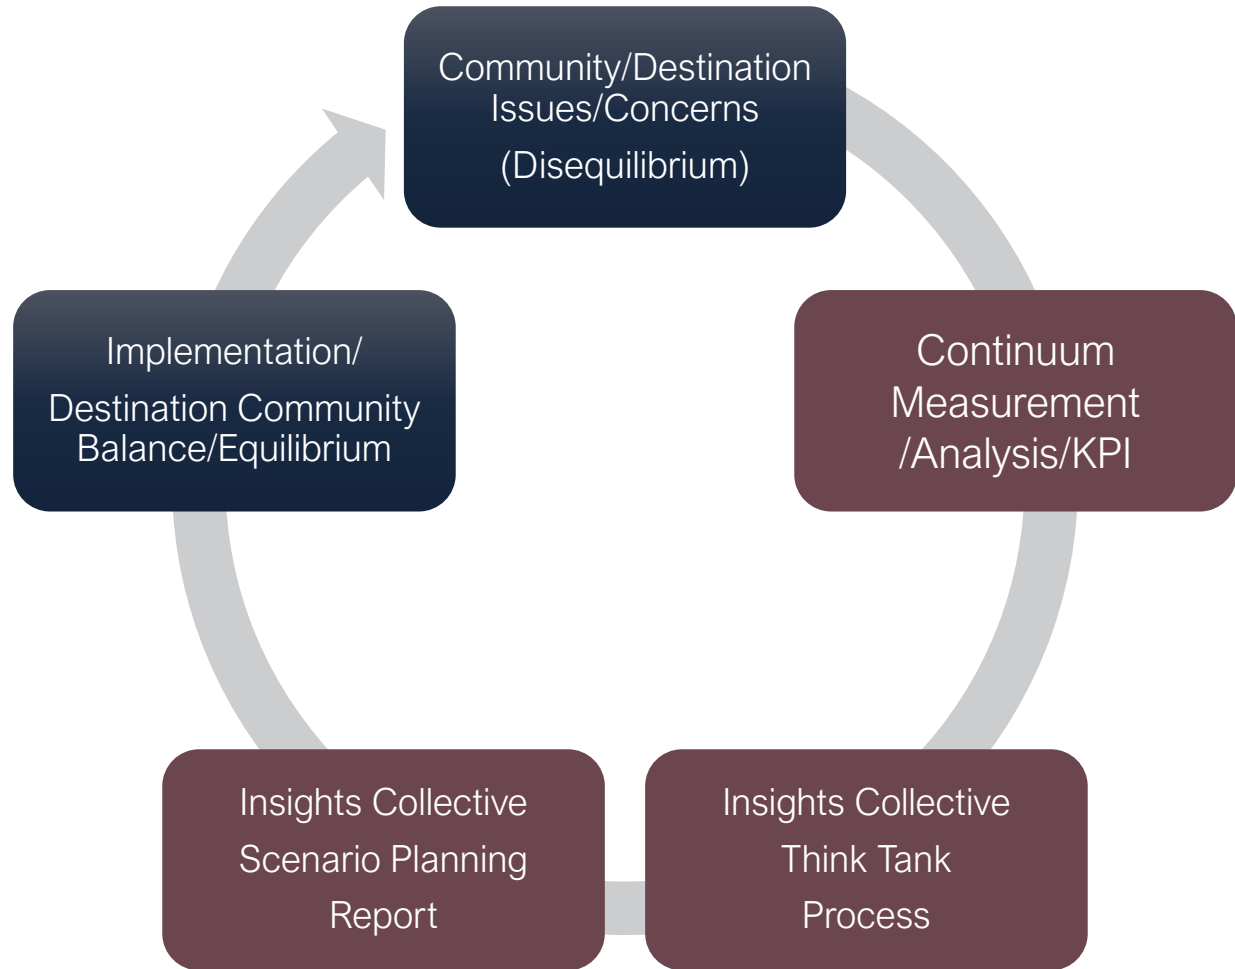 Community/Destination
Issues/Concerns
(Disequilibrium)
Continuum
Measurement
/Analysis/KPI
Insights Collective
Think Tank
Process
Insights Collective
Scenario Planning
Report
Implementation/
Destination Community
Balance/Equilibrium